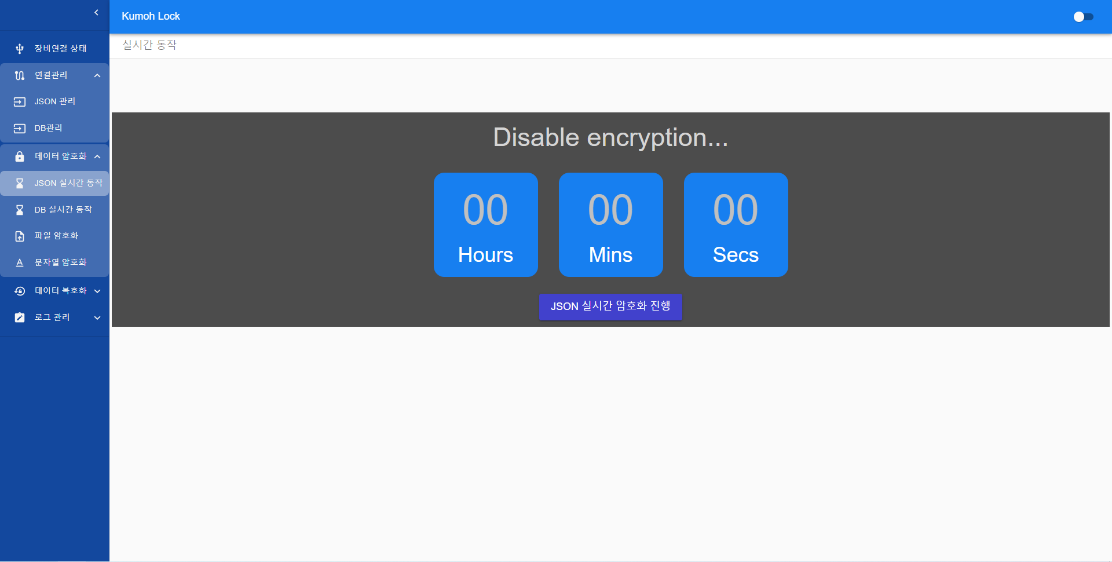 Kumoh Lock
실시간 동작
장비연결 상태
연결관리
JSON 관리
DB관리
데이터 암호화
JSON 실시간 동작
DB 실시간 동작
파일 암호화
문자열 암호화
데이터 복호화
로그 관리
Disable encryption...
00 00 00
Hours Mins Secs
JSON 실시간 암호화 진행